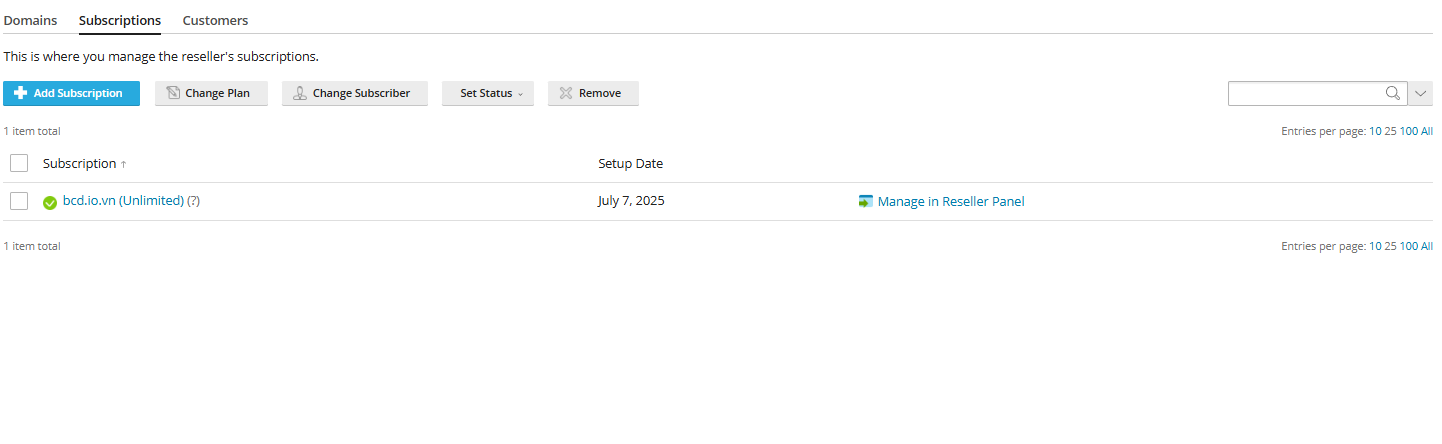 Domains Subscriptions Customers
This is where you manage the reseller's subscriptions.
Add Subscription Change Plan Change Subscriber Set Status Remove
1 item total Entries per page: 10 25 100 All
Subscription ↑ Setup Date
bcd.io.vn (Unlimited) (?) July 7, 2025 Manage in Reseller Panel
1 item total Entries per page: 10 25 100 All